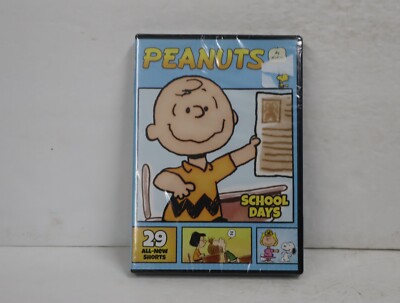 PEANUTS
SCHOOL
DAYS
29
ALL-NEW
SHORTS